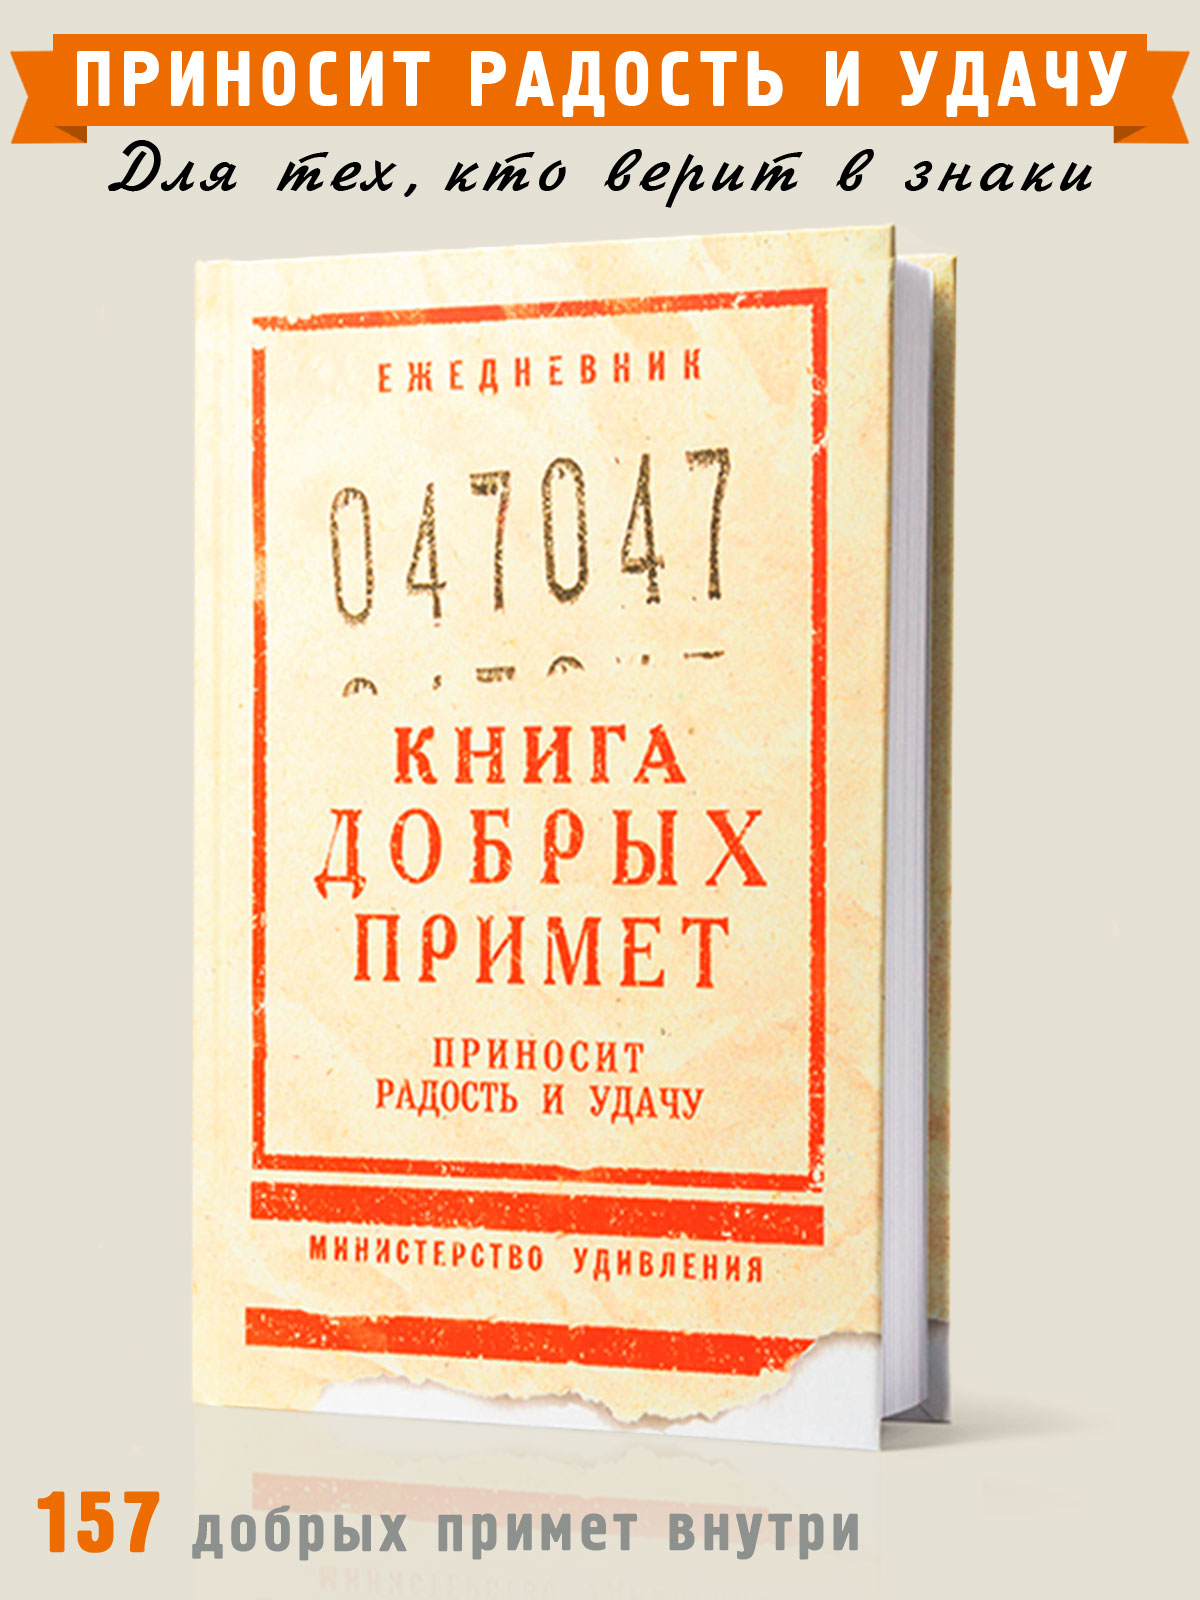 ПРИНОСИТ РАДОСТЬ И УДАЧУ
Для тех, кто верит в знаки
ЕЖЕДНЕВНИК
047047
КНИГА
ДОБРЫХ
ПРИМЕТ
ПРИНОСИТ
РАДОСТЬ И УДАЧУ
МИНИСТЕРСТВО УДИВЛЕНИЯ
157 добрых примет внутри